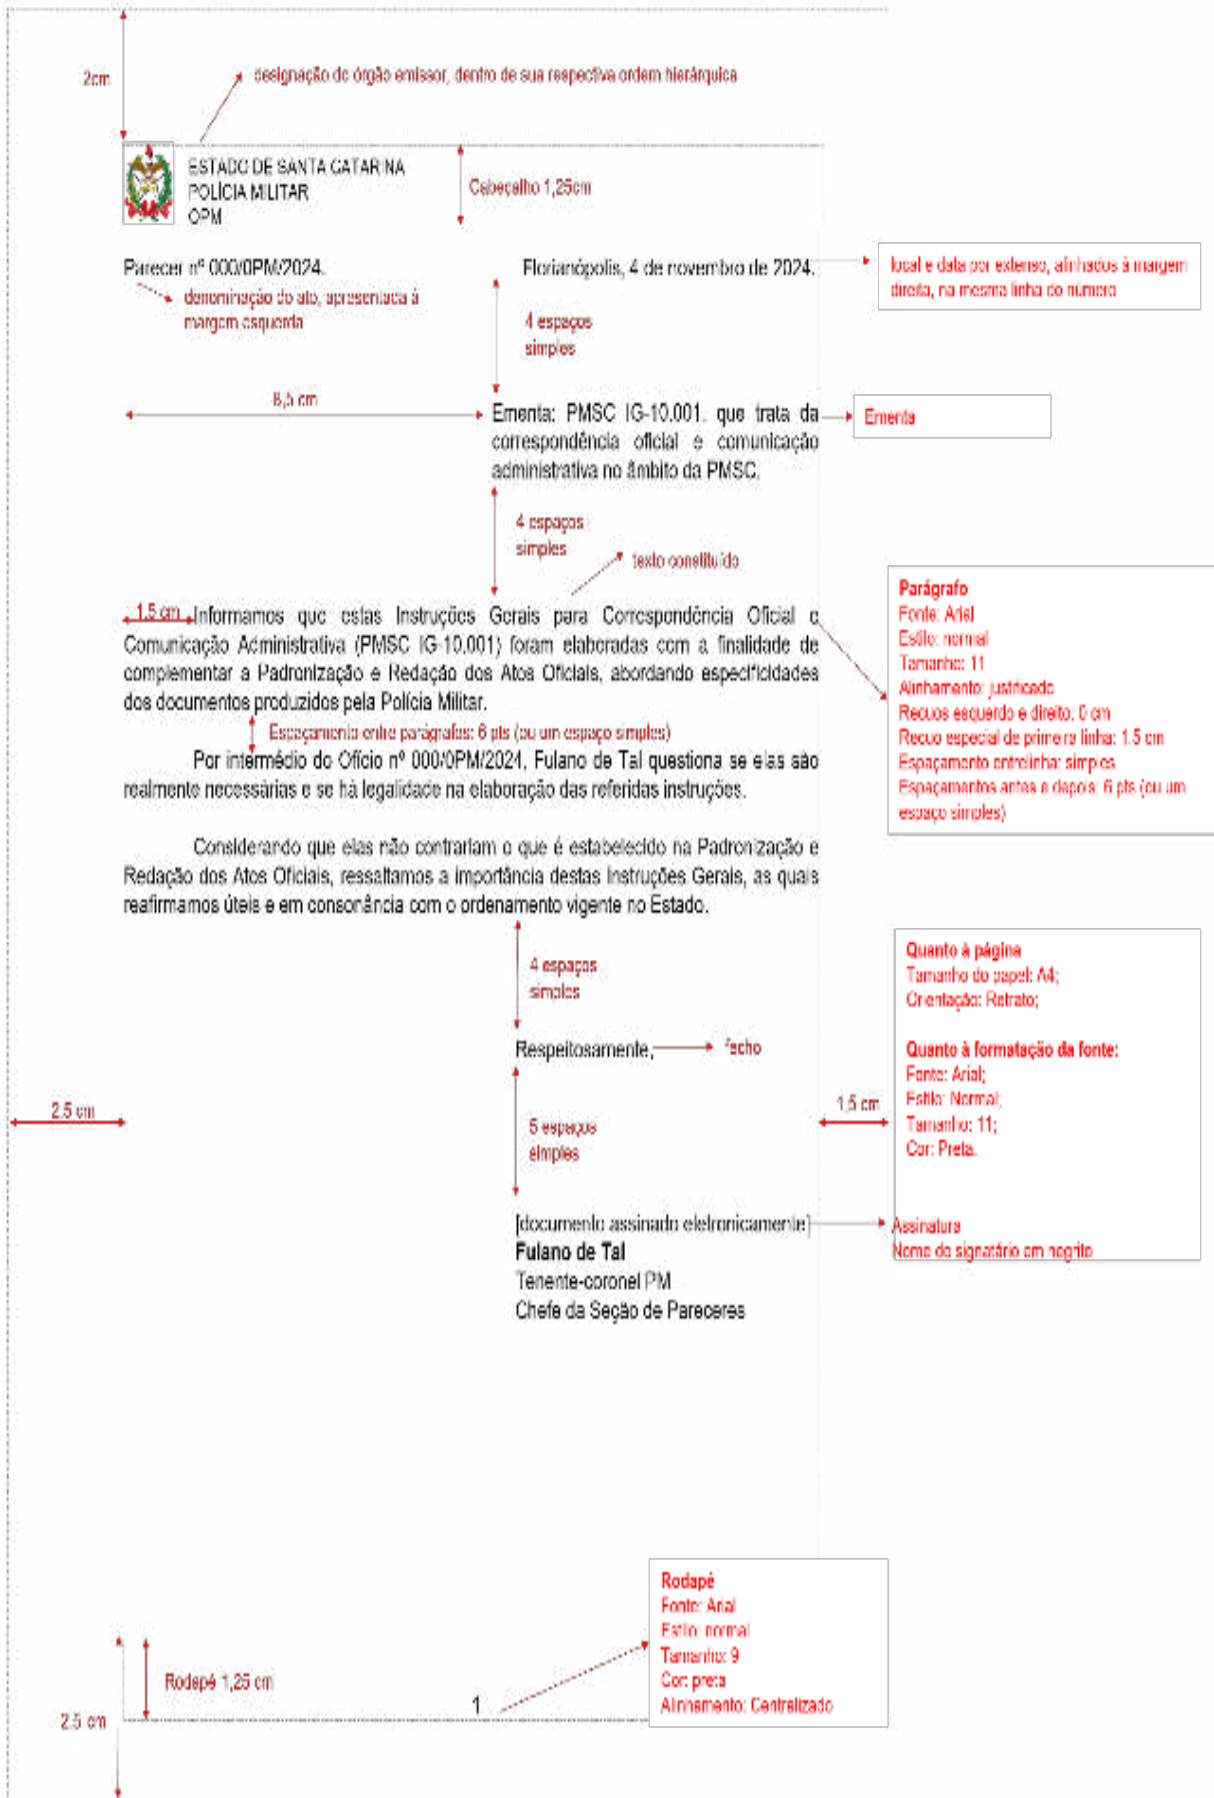 2cm
designação do órgão emissor, dentro de sua respectiva ordem hierárquica
ESTADO DE SANTA CATARINA
POLÍCIA MILITAR
OPM
Cabeçalho 1,25cm
Parecer nº 000/0PM/2024.
Florianópolis, 4 de novembro de 2024.
local e data por extenso, alinhados à margem
direita, na mesma linha do número
denominação do ato, apresentada à
margem esquerda
4 espaços
simples
8,5 cm
Ementa: PMSC IG-10.001, que trata da
correspondência oficial e comunicação
administrativa no âmbito da PMSC.
Ementa
4 espaços
simples
texto constituído
1.5 cm
Informamos que estas Instruções Gerais para Correspondência Oficial e
Comunicação Administrativa (PMSC IG-10.001) foram elaboradas com a finalidade de
complementar a Padronização e Redação dos Atos Oficiais, abordando especificidades
dos documentos produzidos pela Polícia Militar.
Parágrafo
Fonte: Arial
Estilo: normal
Tamanho: 11
Alinhamento: justificado
Recuos esquerdo e direito: 0 cm
Recuo especial de primeira linha: 1.5 cm
Espaçamento entrelinha: simples
Espaçamentos antes e depois: 6 pts (ou um
espaço simples)
Espaçamento entre parágrafos: 6 pts (ou um espaço simples)
Por intermédio do Ofício nº 000/0PM/2024, Fulano de Tal questiona se elas são
realmente necessárias e se há legalidade na elaboração das referidas instruções.
Considerando que elas não contrariam o que é estabelecido na Padronização e
Redação dos Atos Oficiais, ressaltamos a importância destas Instruções Gerais, as quais
reafirmamos úteis e em consonância com o ordenamento vigente no Estado.
4 espaços
simples
Quanto à página
Tamanho do papel: A4;
Orientação: Retrato;
Quanto à formatação da fonte:
Fonte: Arial;
Estilo: Normal;
Tamanho: 11;
Cor: Preta.
Respeitosamente,
fecho
2.5 cm
1,5 cm
5 espaços
simples
[documento assinado eletronicamente]
Fulano de Tal
Tenente-coronel PM
Chefe da Seção de Pareceres
Assinatura
Nome do signatário em negrito
Rodapé
Fonte: Arial
Estilo: normal
Tamanho: 9
Cor: preta
Alinhamento: Centralizado
Rodapé 1,25 cm
1
2.5 cm